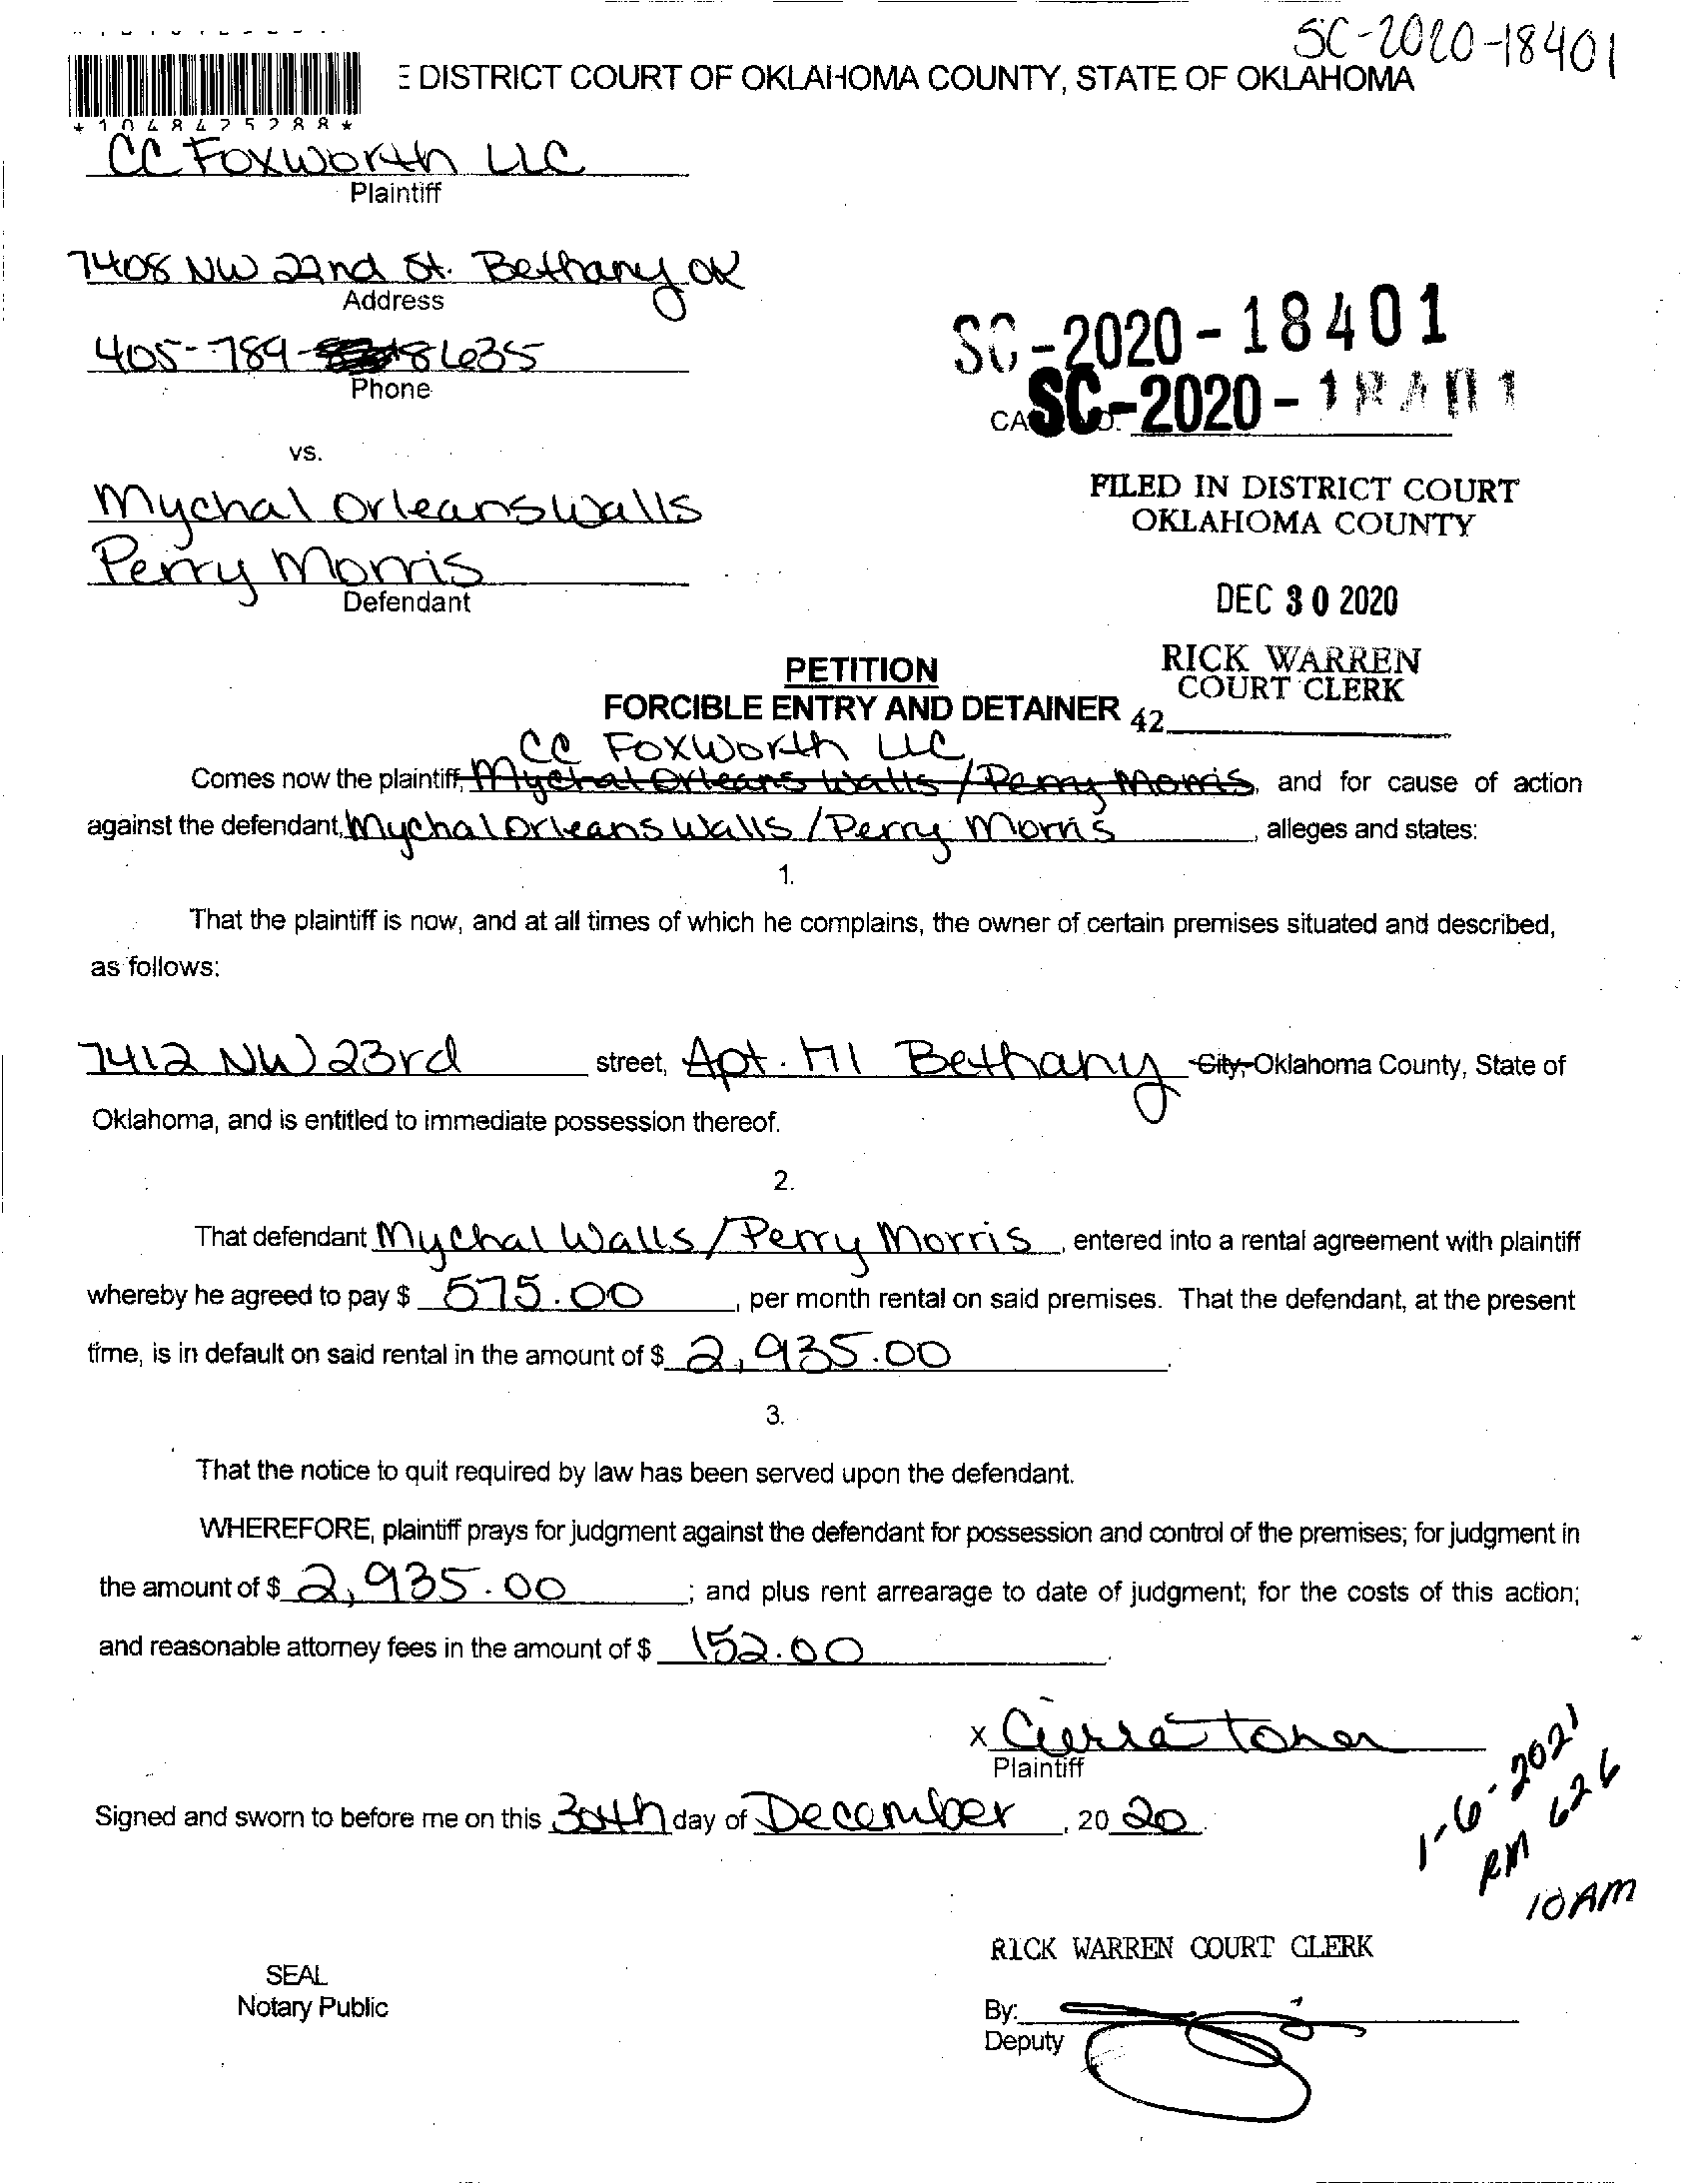 SC-2020-18401
DISTRICT COURT OF OKLAHOMA COUNTY, STATE OF OKLAHOMA
*1048425288*
CC Foxworth LLC
Plaintiff
7408 NW 22nd St. Bethany OK
Address
405-789-8635
Phone
SC-2020-18401
SC-2020-18401
vs.
FILED IN DISTRICT COURT
OKLAHOMA COUNTY
Mychal Orleans Walls
Perry Morris
Defendant
DEC 30 2020
RICK WARREN
COURT CLERK
42
PETITION
FORCIBLE ENTRY AND DETAINER
CC Foxworth LLC
Comes now the plaintiff, Mychal Orleans Walls / Perry Morris, and for cause of action
against the defendant, Mychal Orleans Walls / Perry Morris, alleges and states:
1.
That the plaintiff is now, and at all times of which he complains, the owner of certain premises situated and described,
as follows:
7412 NW 23rd street, Apt. Bethany City, Oklahoma County, State of
Oklahoma, and is entitled to immediate possession thereof.
2.
That defendant Mychal Walls / Perry Morris, entered into a rental agreement with plaintiff
whereby he agreed to pay $ 575.00, per month rental on said premises. That the defendant, at the present
time, is in default on said rental in the amount of $ 2,935.00.
3.
That the notice to quit required by law has been served upon the defendant.
WHEREFORE, plaintiff prays for judgment against the defendant for possession and control of the premises; for judgment in
the amount of $ 2,935.00; and plus rent arrearage to date of judgment; for the costs of this action;
and reasonable attorney fees in the amount of $ 152.00.
x Cierra Toner
Plaintiff
Signed and sworn to before me on this 30th day of December, 20 20.
1-6-2021
RM 626
10AM
RICK WARREN COURT CLERK
SEAL
Notary Public
By:
Deputy